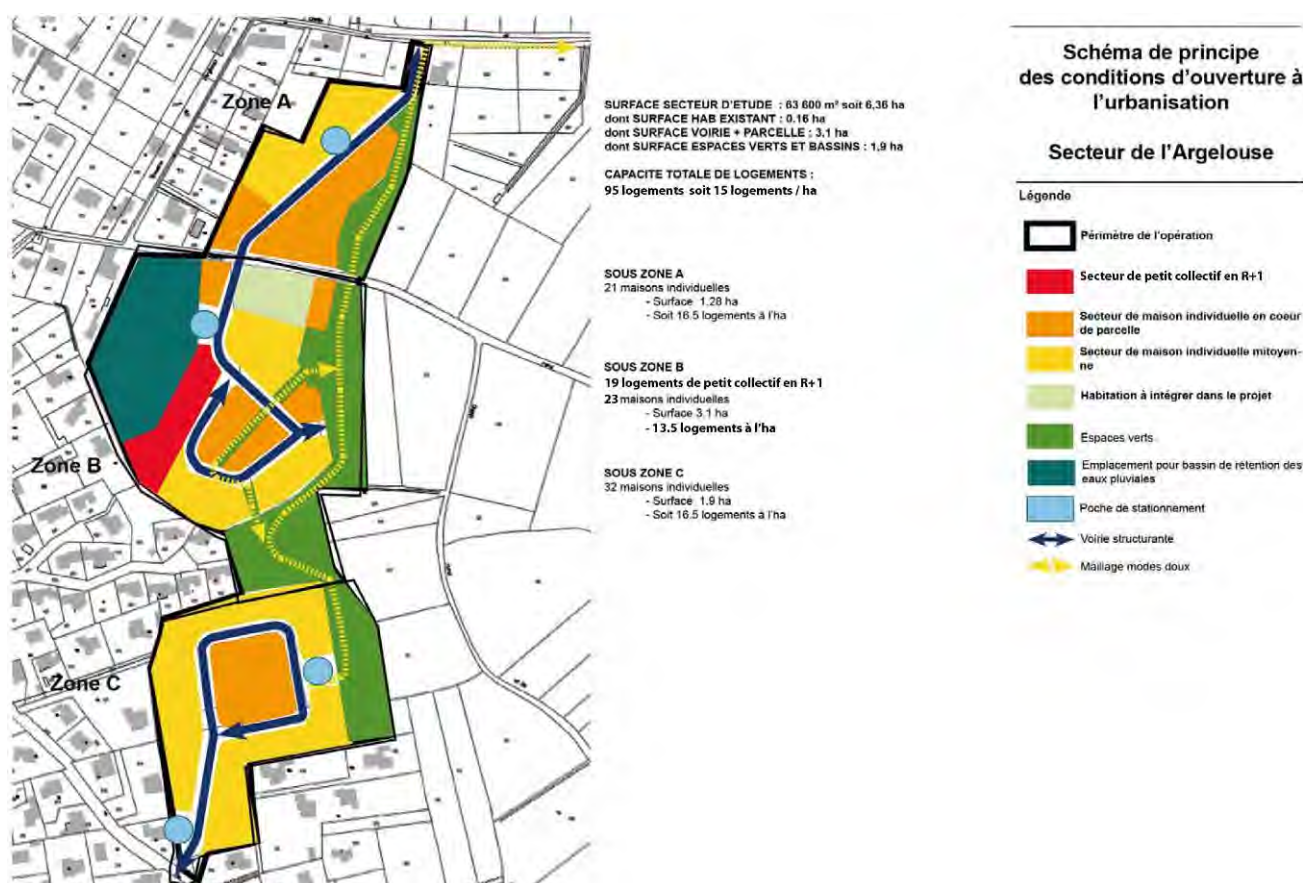 Zone A
Zone B
Zone C
SURFACE SECTEUR D'ETUDE : 63 600 m² soit 6,36 ha
dont SURFACE HAB EXISTANT : 0.16 ha
dont SURFACE VOIRIE + PARCELLE : 3.1 ha
dont SURFACE ESPACES VERTS ET BASSINS : 1,9 ha
CAPACITE TOTALE DE LOGEMENTS :
95 logements soit 15 logements / ha
SOUS ZONE A
21 maisons individuelles
- Surface 1.28 ha
- Soit 16.5 logements à l'ha
SOUS ZONE B
19 logements de petit collectif en R+1
23 maisons individuelles
- Surface 3.1 ha
- 13.5 logements à l'ha
SOUS ZONE C
32 maisons individuelles
- Surface 1.9 ha
- Soit 16.5 logements à l'ha
Schéma de principe
des conditions d'ouverture à
l'urbanisation
Secteur de l'Argelouse
Légende
Périmètre de l'opération
Secteur de petit collectif en R+1
Secteur de maison individuelle en coeur
de parcelle
Secteur de maison individuelle mitoyen-
ne
Habitation à intégrer dans le projet
Espaces verts
Emplacement pour bassin de rétention des
eaux pluviales
Poche de stationnement
Voirie structurante
Maillage modes doux